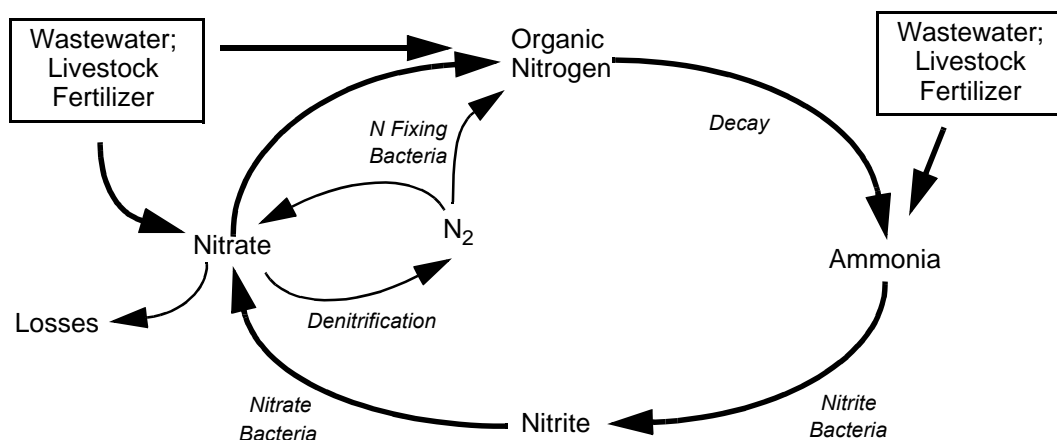 Wastewater;
Livestock
Fertilizer
Organic
Nitrogen
Wastewater;
Livestock
Fertilizer
N Fixing
Bacteria
Decay
Nitrate
N2
Ammonia
Losses
Denitrification
Nitrate
Bacteria
Nitrite
Nitrite
Bacteria